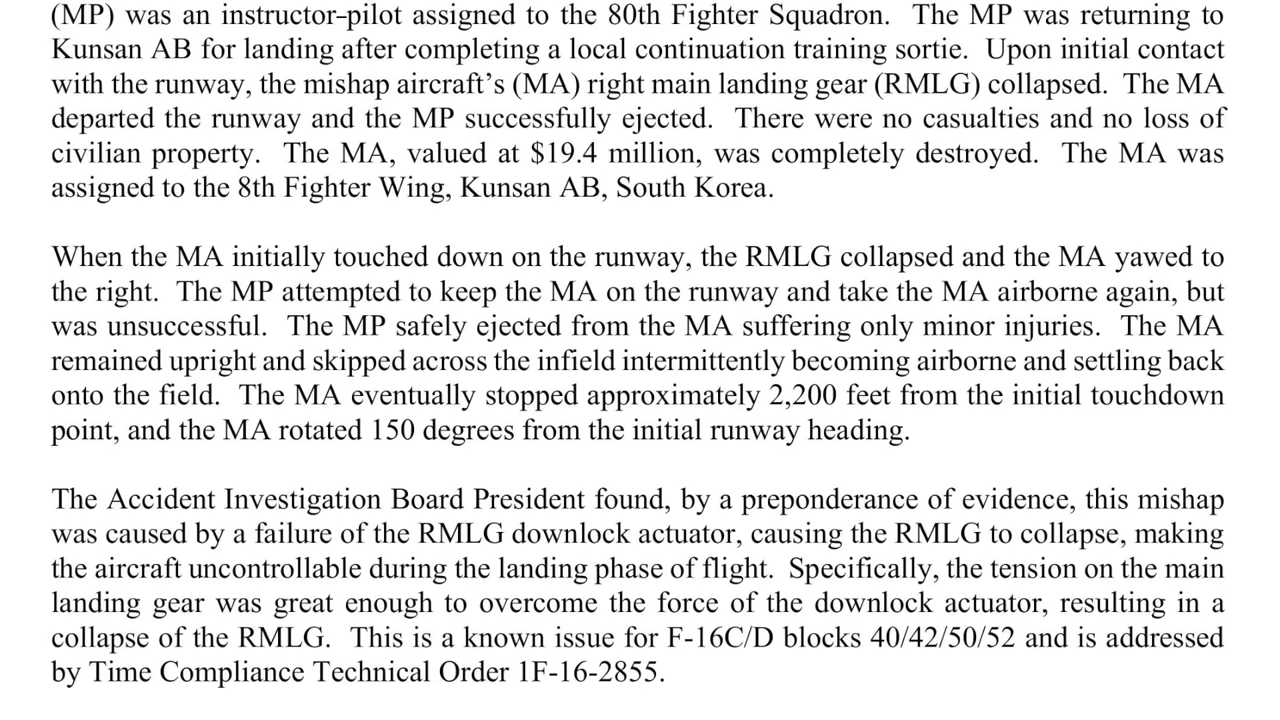 (MP) was an instructor-pilot assigned to the 80th Fighter Squadron.  The MP was returning to
Kunsan AB for landing after completing a local continuation training sortie.  Upon initial contact
with the runway, the mishap aircraft’s (MA) right main landing gear (RMLG) collapsed.  The MA
departed the runway and the MP successfully ejected.  There were no casualties and no loss of
civilian property.  The MA, valued at $19.4 million, was completely destroyed.  The MA was
assigned to the 8th Fighter Wing, Kunsan AB, South Korea.

When the MA initially touched down on the runway, the RMLG collapsed and the MA yawed to
the right.  The MP attempted to keep the MA on the runway and take the MA airborne again, but
was unsuccessful.  The MP safely ejected from the MA suffering only minor injuries.  The MA
remained upright and skipped across the infield intermittently becoming airborne and settling back
onto the field.  The MA eventually stopped approximately 2,200 feet from the initial touchdown
point, and the MA rotated 150 degrees from the initial runway heading.

The Accident Investigation Board President found, by a preponderance of evidence, this mishap
was caused by a failure of the RMLG downlock actuator, causing the RMLG to collapse, making
the aircraft uncontrollable during the landing phase of flight.  Specifically, the tension on the main
landing gear was great enough to overcome the force of the downlock actuator, resulting in a
collapse of the RMLG.  This is a known issue for F-16C/D blocks 40/42/50/52 and is addressed
by Time Compliance Technical Order 1F-16-2855.